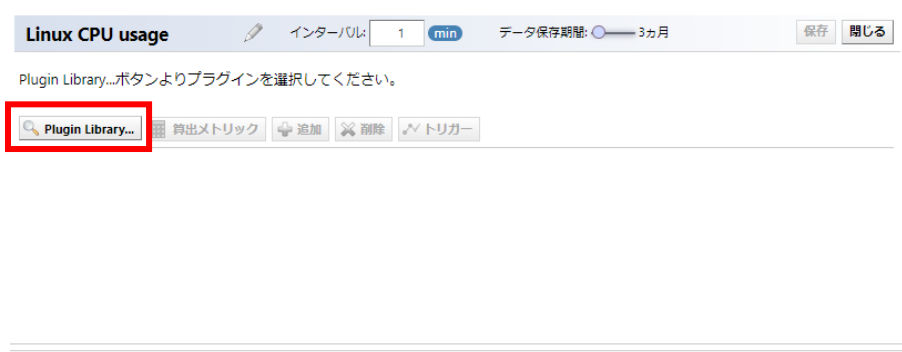 Linux CPU usage インターバル: 1 min データ保存期間: 3ヵ月 保存 閉じる
Plugin Library...ボタンよりプラグインを選択してください。
Plugin Library... 算出メトリック 追加 削除 トリガー